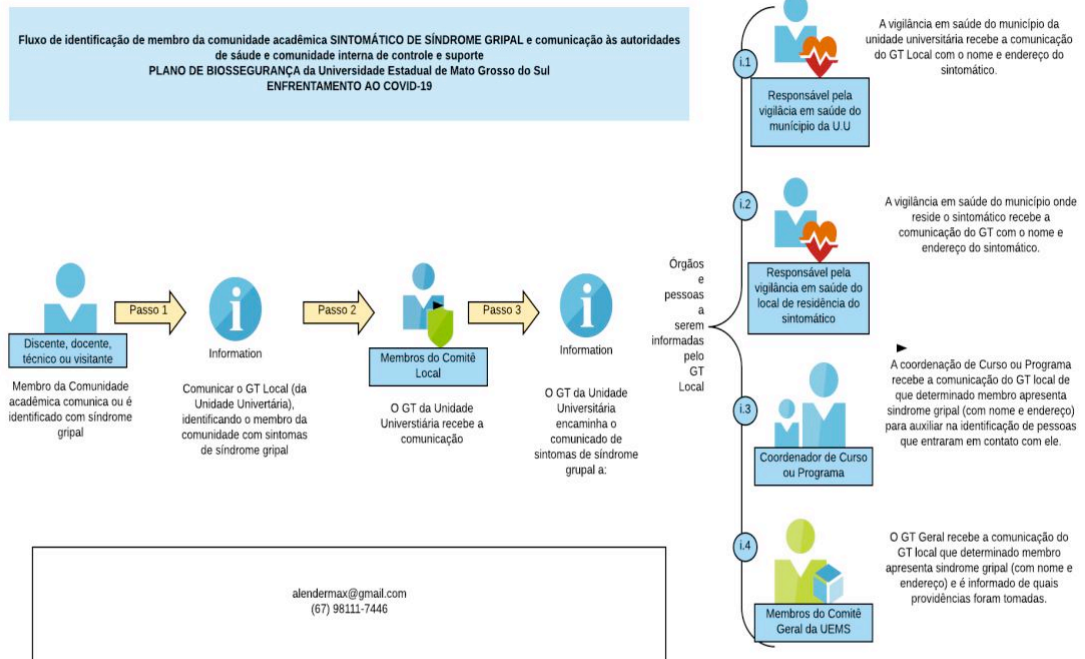 Fluxo de identificação de membro da comunidade acadêmica SINTOMÁTICO DE SÍNDROME GRIPAL e comunicação às autoridades
de sáude e comunidade interna de controle e suporte
PLANO DE BIOSSEGURANÇA da Universidade Estadual de Mato Grosso do Sul
ENFRENTAMENTO AO COVID-19
Discente, docente,
técnico ou visitante
Membro da Comunidade
acadêmica comunica ou é
identificado com síndrome
gripal
Passo 1
Information
Comunicar o GT Local (da
Unidade Univertária),
identificando o membro da
comunidade com sintomas
de síndrome gripal
Passo 2
Membros do Comitê
Local
O GT da Unidade
Universtiária recebe a
comunicação
Passo 3
Information
O GT da Unidade
Universitária
encaminha o
comunicado de
sintomas de síndrome
grupal a:
Órgãos
e
pessoas
a
serem
informadas
pelo
GT
Local
i.1
Responsável pela
vigilâcia em saúde do
munícipio da U.U
A vigilância em saúde do município da
unidade universitária recebe a comunicação
do GT Local com o nome e endereço do
sintomático.
i.2
Responsável pela
vigilância em saúde do
local de residência do
sintomático
A vigilância em saúde do município onde
reside o sintomático recebe a
comunicação do GT com o nome e
endereço do sintomático.
i.3
Coordenador de Curso
ou Programa
A coordenação de Curso ou Programa
recebe a comunicação do GT local de
que determinado membro apresenta
sindrome gripal (com nome e endereço)
para auxiliar na identificação de pessoas
que entraram em contato com ele.
i.4
Membros do Comitê
Geral da UEMS
O GT Geral recebe a comunicação do
GT local que determinado membro
apresenta sindrome gripal (com nome e
endereço) e é informado de quais
providências foram tomadas.
alendermax@gmail.com
(67) 98111-7446